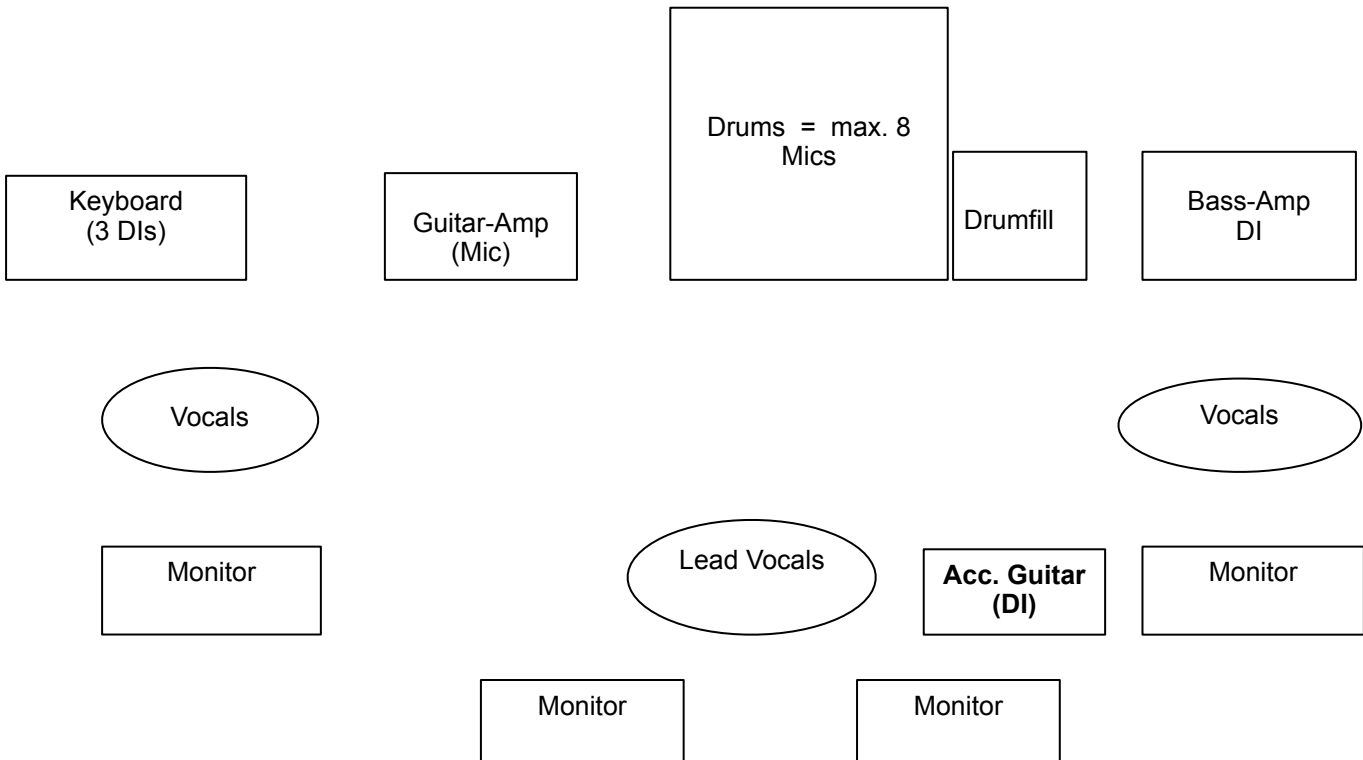 Drums = max. 8
Mics
Keyboard
(3 DIs)
Guitar-Amp
(Mic)
Drumfill
Bass-Amp
DI
Vocals
Vocals
Lead Vocals
Acc. Guitar
(DI)
Monitor
Monitor
Monitor
Monitor